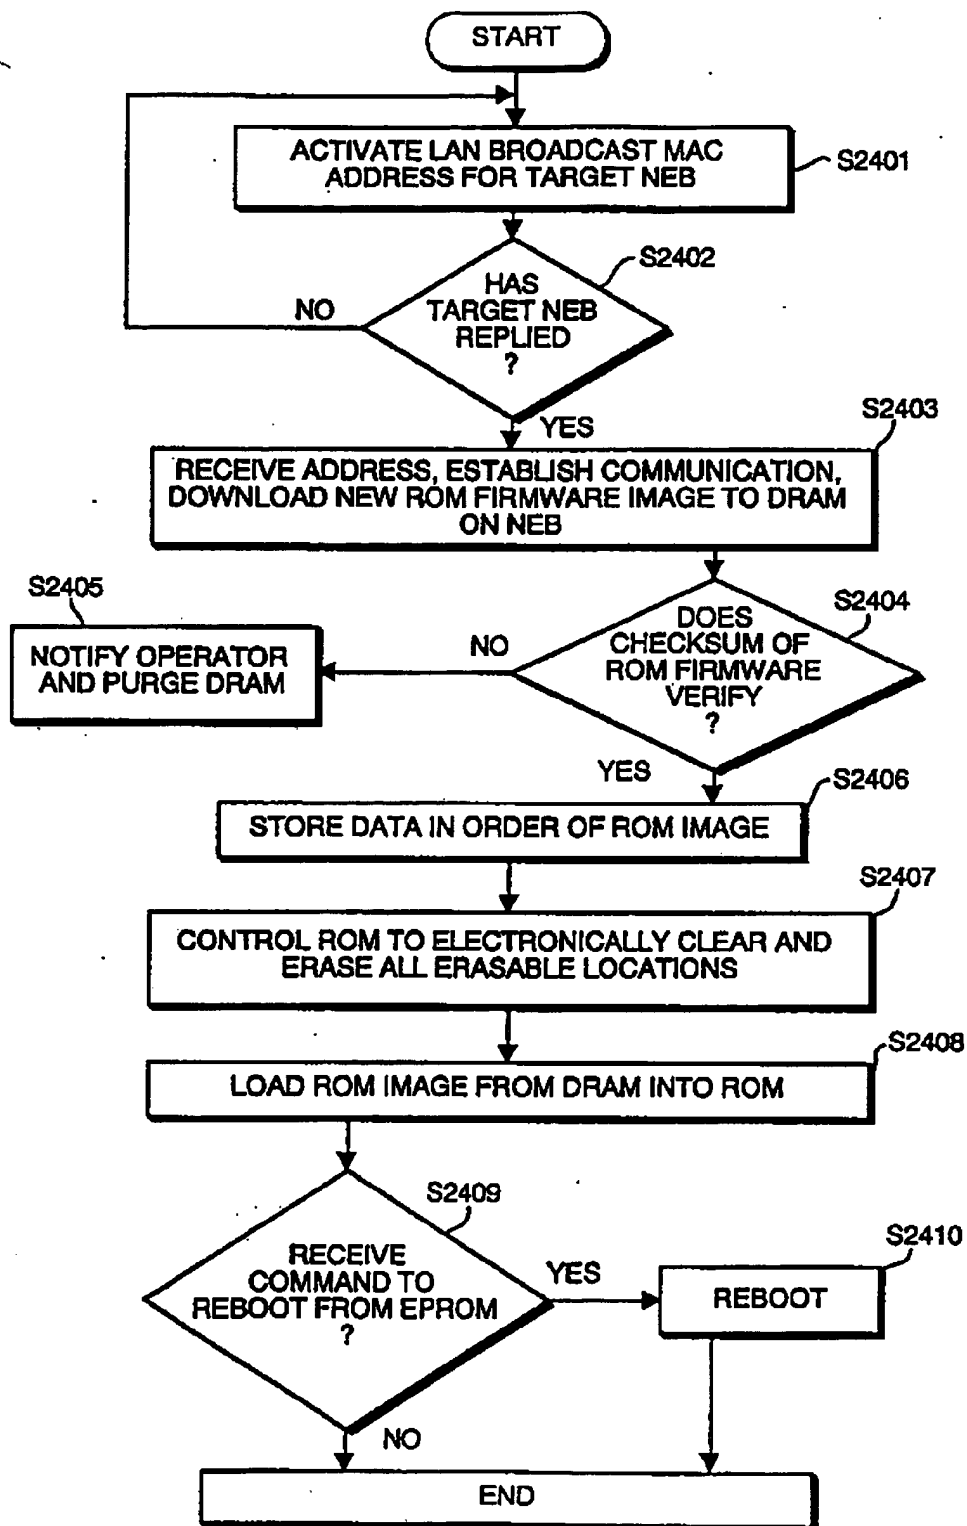 START
ACTIVATE LAN BROADCAST MAC
ADDRESS FOR TARGET NEB
S2401
S2402
HAS
TARGET NEB
REPLIED
?
NO
YES
S2403
RECEIVE ADDRESS, ESTABLISH COMMUNICATION,
DOWNLOAD NEW ROM FIRMWARE IMAGE TO DRAM
ON NEB
S2405
S2404
NOTIFY OPERATOR
AND PURGE DRAM
NO
DOES
CHECKSUM OF
ROM FIRMWARE
VERIFY
?
YES
S2406
STORE DATA IN ORDER OF ROM IMAGE
S2407
CONTROL ROM TO ELECTRONICALLY CLEAR AND
ERASE ALL ERASABLE LOCATIONS
S2408
LOAD ROM IMAGE FROM DRAM INTO ROM
S2409
RECEIVE
COMMAND TO
REBOOT FROM EPROM
?
YES
S2410
REBOOT
NO
END